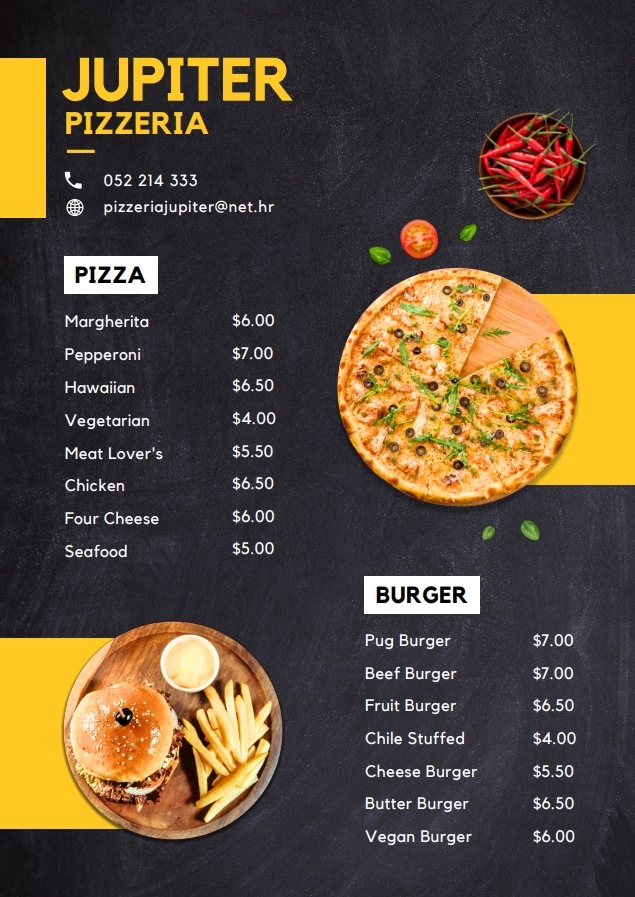 JUPITER
PIZZERIA
052 214 333
pizzeriajupiter@net.hr
PIZZA
Margherita $6.00
Pepperoni $7.00
Hawaiian $6.50
Vegetarian $4.00
Meat Lover's $5.50
Chicken $6.50
Four Cheese $6.00
Seafood $5.00
BURGER
Pug Burger $7.00
Beef Burger $7.00
Fruit Burger $6.50
Chile Stuffed $4.00
Cheese Burger $5.50
Butter Burger $6.50
Vegan Burger $6.00